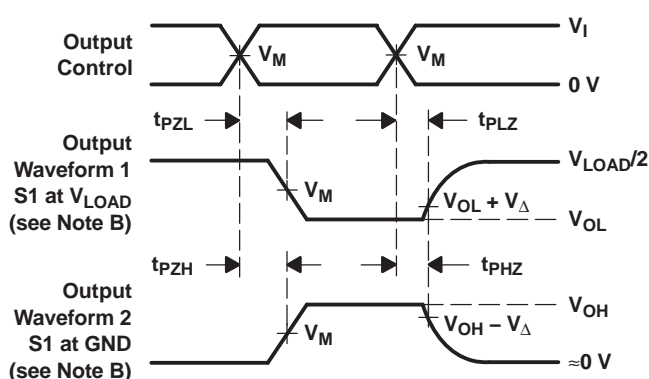 Output
Control
V_I
V_M
V_M
0 V
t_PZL
t_PLZ
Output
Waveform 1
S1 at V_LOAD
(see Note B)
V_LOAD/2
V_M
V_OL + V_Δ
V_OL
t_PZH
t_PHZ
Output
Waveform 2
S1 at GND
(see Note B)
V_OH
V_M
V_OH − V_Δ
≈0 V